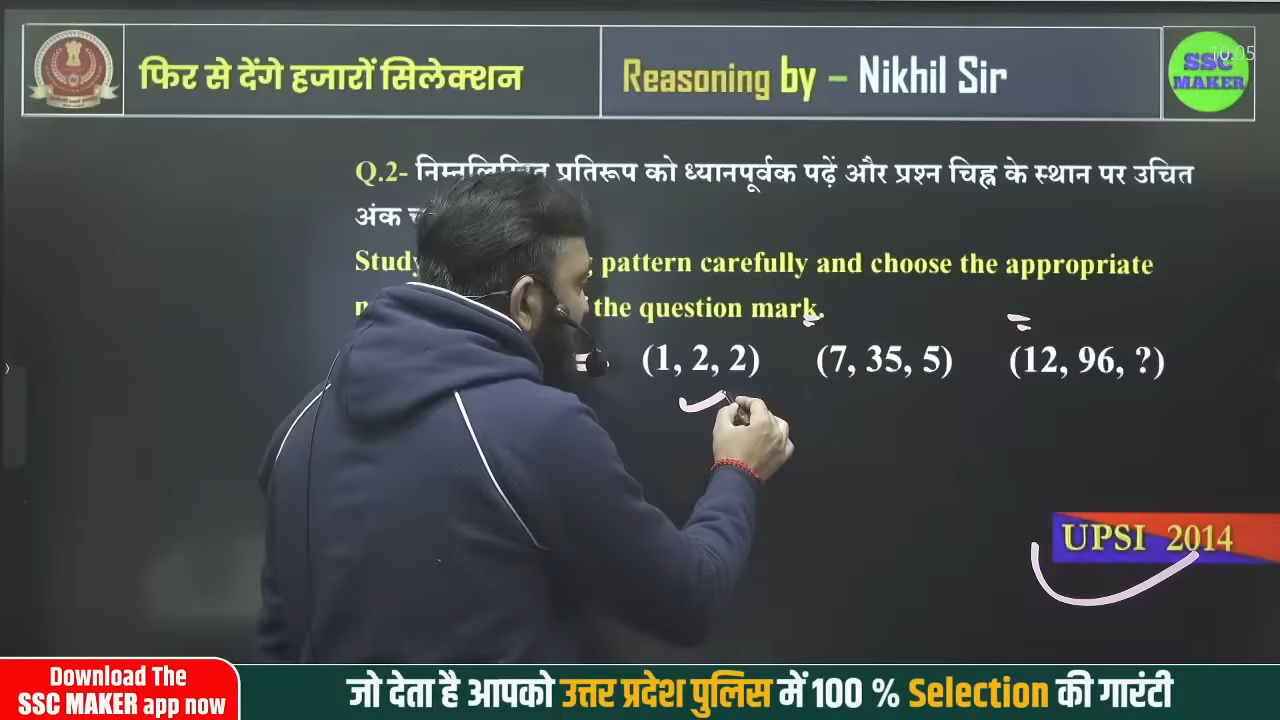 फिर से देंगे हजारों सिलेक्शन
Reasoning by – Nikhil Sir
10:05
SSC
MAKER
Q.2- प्रतिरूप को ध्यानपूर्वक पढ़ें और प्रश्न चिह्न के स्थान पर उचित
अंक
pattern carefully and choose the appropriate
the question mark.
(1, 2, 2) (7, 35, 5) (12, 96, ?)
UPSI 2014
Download The
SSC MAKER app now
जो देता है आपको उत्तर प्रदेश पुलिस में 100 % Selection की गारंटी